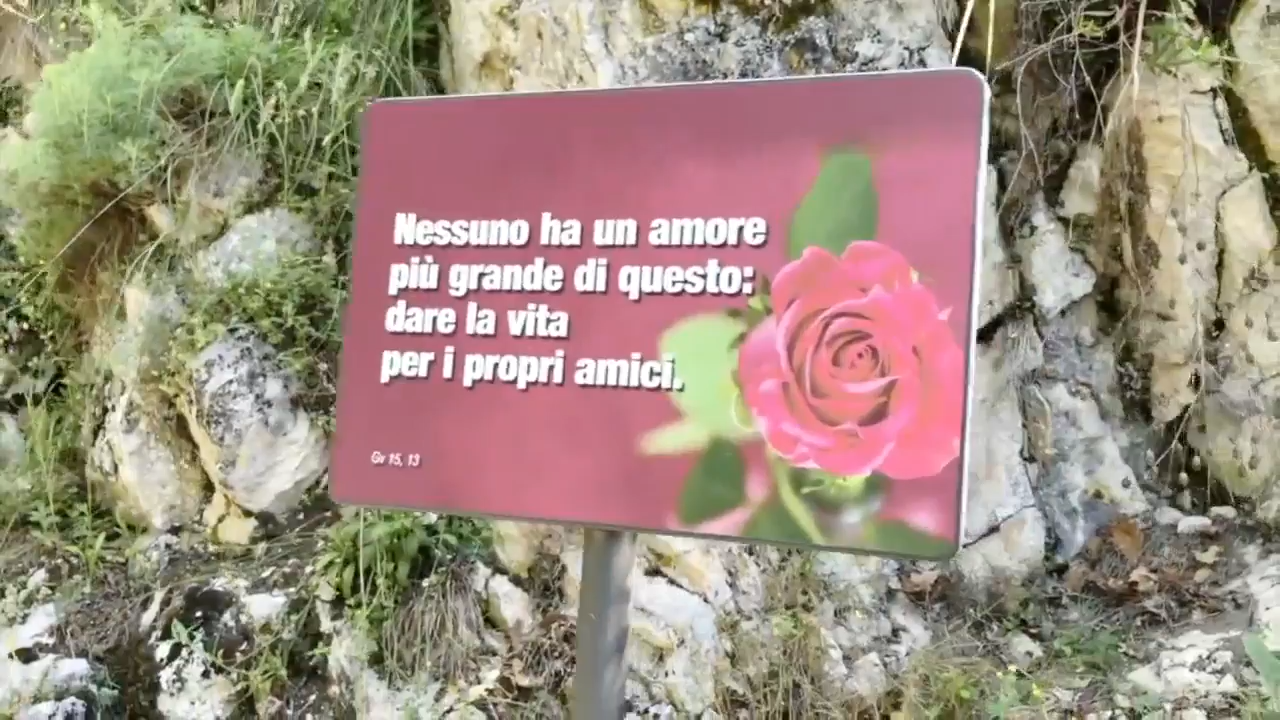 Nessuno ha un amore
più grande di questo:
dare la vita
per i propri amici.
Gv 15, 13